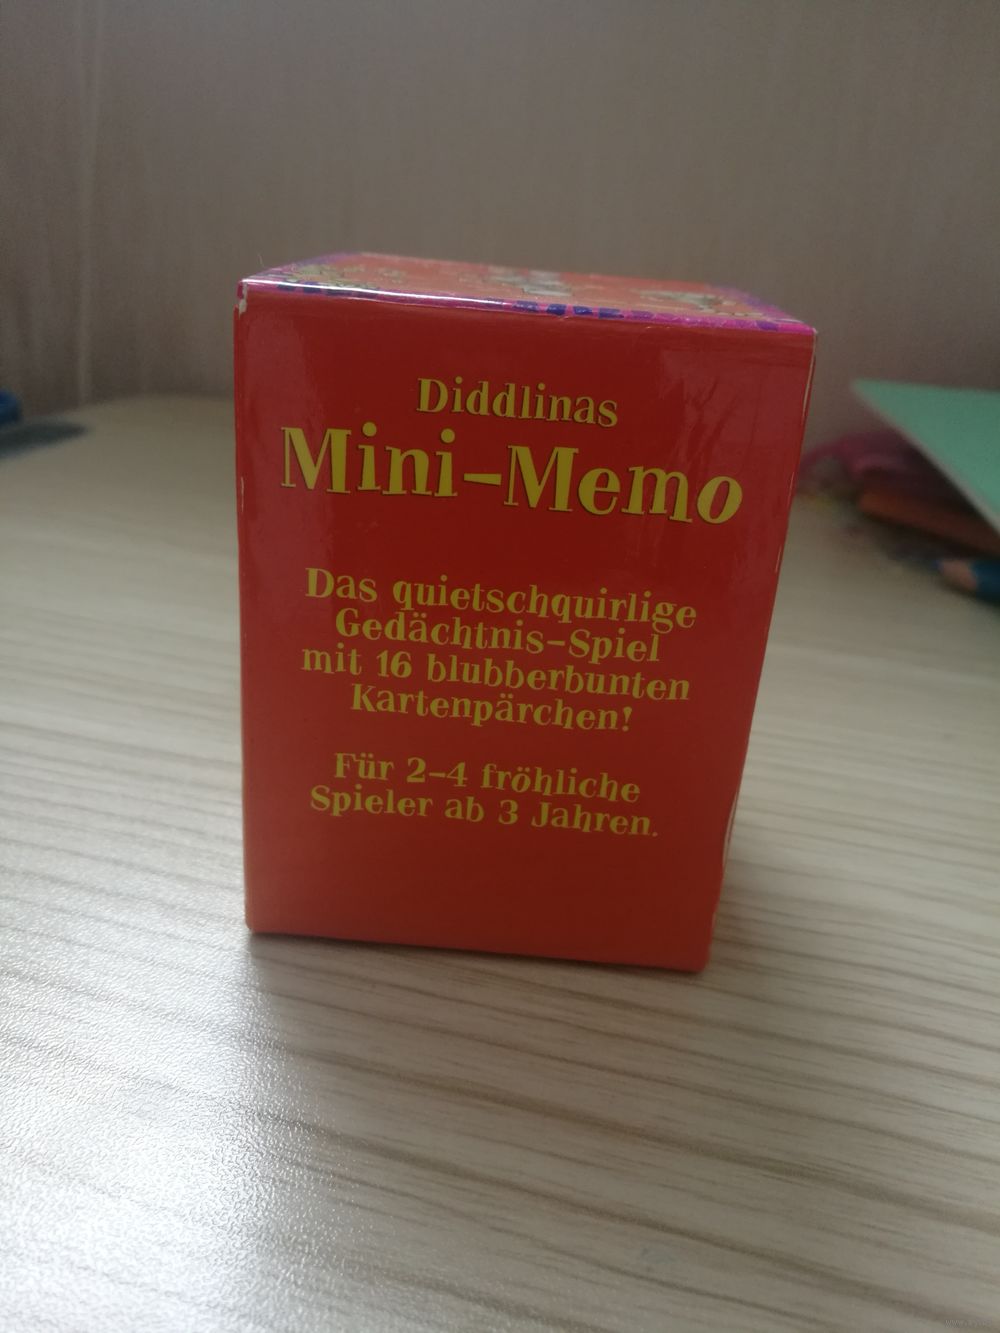 Diddlinas
Mini-Memo
Das quietschquirlige
Gedächtnis-Spiel
mit 16 blubberbunten
Kartenpärchen!
Für 2-4 fröhliche
Spieler ab 3 Jahren.